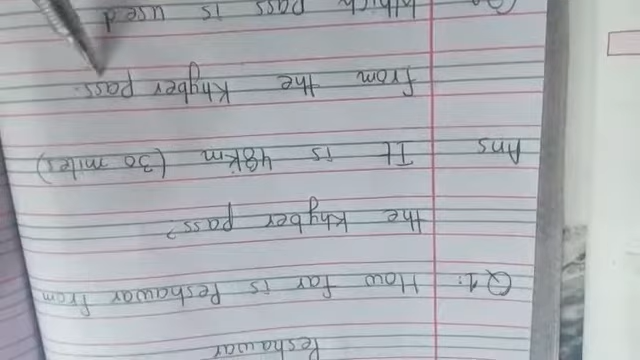 Peshawar
Q1: How far is Peshawar from
the Khyber pass?
Ans It is 48km (30 miles)
from the Khyber pass.
Which pass is used